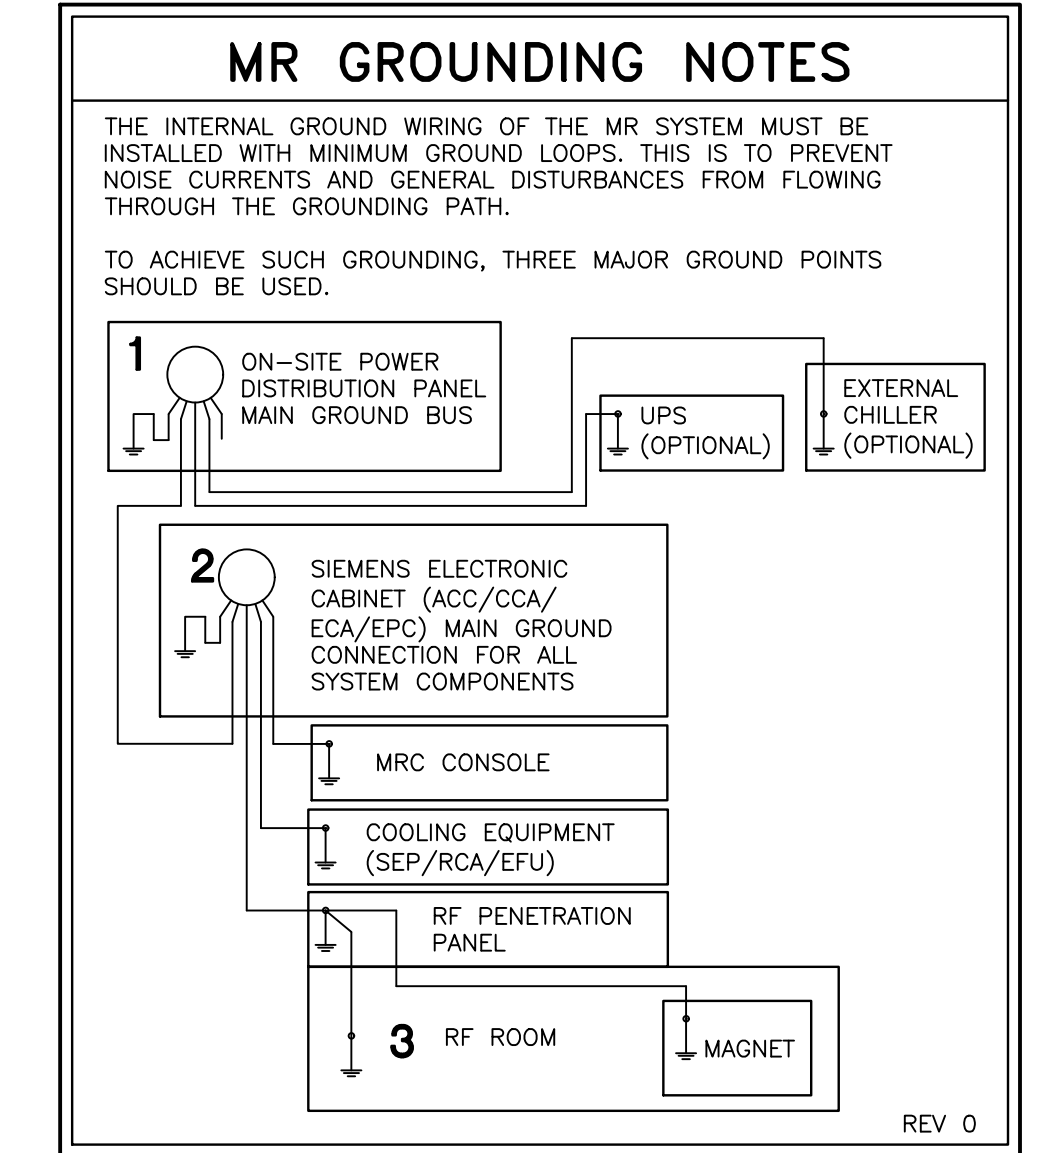 MR GROUNDING NOTES
THE INTERNAL GROUND WIRING OF THE MR SYSTEM MUST BE
INSTALLED WITH MINIMUM GROUND LOOPS. THIS IS TO PREVENT
NOISE CURRENTS AND GENERAL DISTURBANCES FROM FLOWING
THROUGH THE GROUNDING PATH.
TO ACHIEVE SUCH GROUNDING, THREE MAJOR GROUND POINTS
SHOULD BE USED.
1
ON-SITE POWER
DISTRIBUTION PANEL
MAIN GROUND BUS
UPS
(OPTIONAL)
EXTERNAL
CHILLER
(OPTIONAL)
2
SIEMENS ELECTRONIC
CABINET (ACC/CCA/
ECA/EPC) MAIN GROUND
CONNECTION FOR ALL
SYSTEM COMPONENTS
MRC CONSOLE
COOLING EQUIPMENT
(SEP/RCA/EFU)
RF PENETRATION
PANEL
3
RF ROOM
MAGNET
REV 0